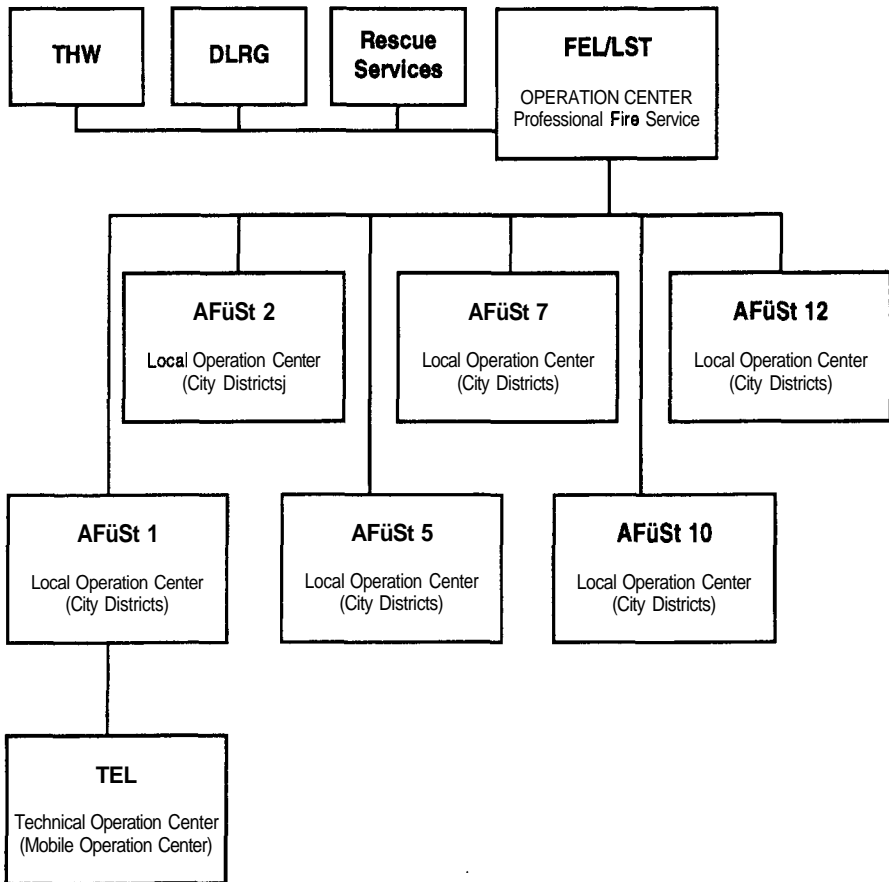 THW
DLRG
Rescue
Services
FEL/LST
OPERATION CENTER
Professional Fire Service
AFüSt 2
Local Operation Center
(City Districtsj
AFüSt 7
Local Operation Center
(City Districts)
AFüSt 12
Local Operation Center
(City Districts)
AFüSt 1
Local Operation Center
(City Districts)
AFüSt 5
Local Operation Center
(City Districts)
AFüSt 10
Local Operation Center
(City Districts)
TEL
Technical Operation Center
(Mobile Operation Center)